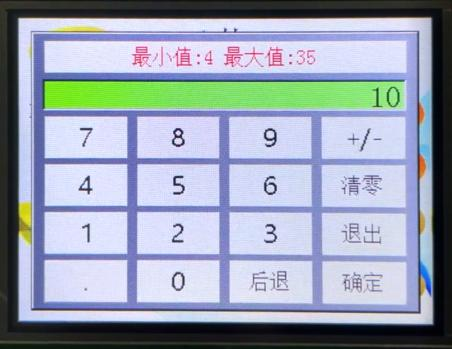 最小值:4 最大值:35
10
7 8 9 +/-
4 5 6 清零
1 2 3 退出
. 0 后退 确定